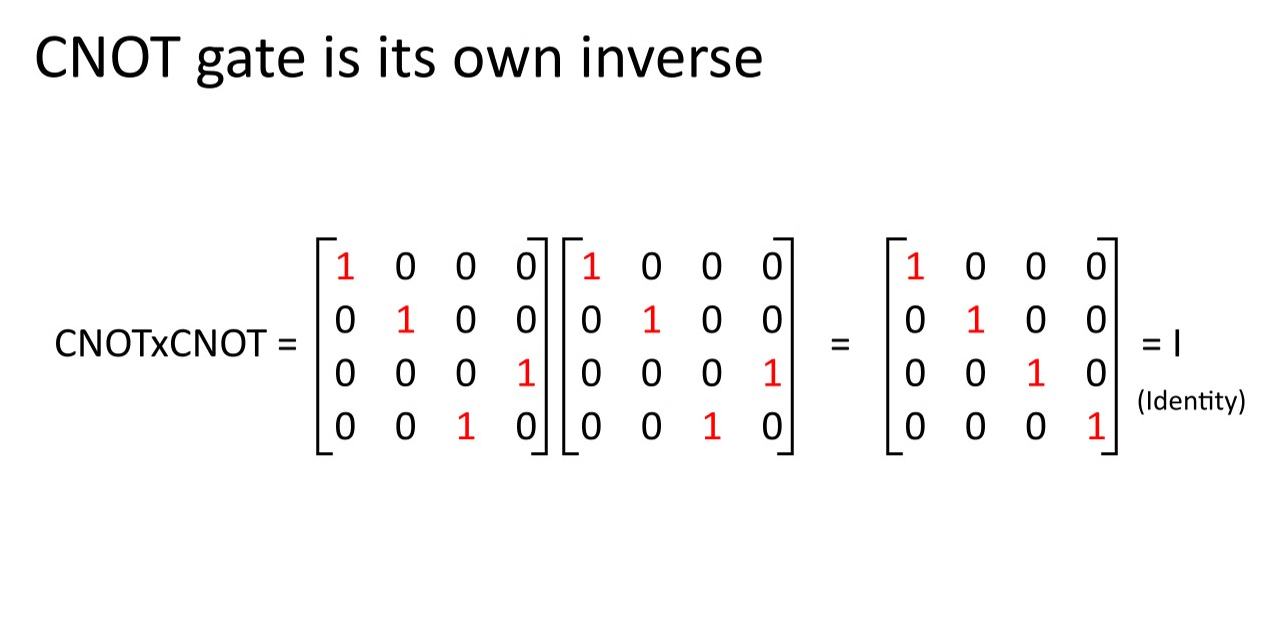 CNOT gate is its own inverse
1 0 0 0 1 0 0 0 1 0 0 0
0 1 0 0 0 1 0 0 0 1 0 0
CNOTxCNOT = = = I
0 0 0 1 0 0 0 1 0 0 1 0
(Identity)
0 0 1 0 0 0 1 0 0 0 0 1